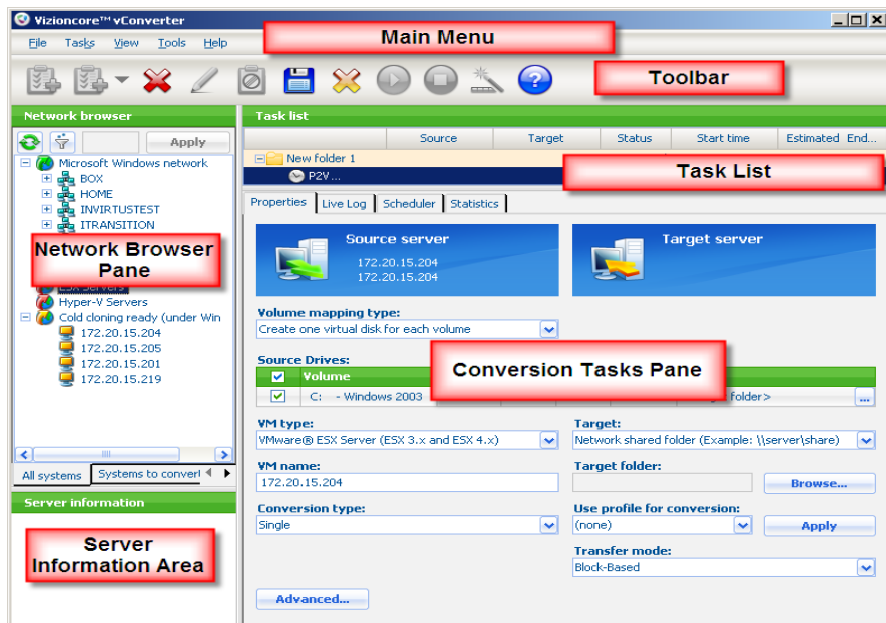 Vizioncore™ vConverter
File Tasks View Tools Help
Main Menu
Toolbar
Network browser
Apply
Microsoft Windows network
BOX
HOME
INVIRTUSTEST
ITRANSITION
Network Browser
Pane
ESX Servers
Hyper-V Servers
Cold cloning ready (under Win
172.20.15.204
172.20.15.205
172.20.15.201
172.20.15.219
All systems Systems to convert
Server information
Server
Information Area
Task list
Source Target Status Start time Estimated End...
New folder 1
P2V...
Task List
Properties Live Log Scheduler Statistics
Source server
172.20.15.204
172.20.15.204
Target server
Volume mapping type:
Create one virtual disk for each volume
Source Drives:
Volume
C: - Windows 2003
folder>
...
Conversion Tasks Pane
VM type:
VMware® ESX Server (ESX 3.x and ESX 4.x)
Target:
Network shared folder (Example: \\server\share)
VM name:
172.20.15.204
Target folder:
Browse...
Conversion type:
Single
Use profile for conversion:
(none)
Apply
Transfer mode:
Block-Based
Advanced...